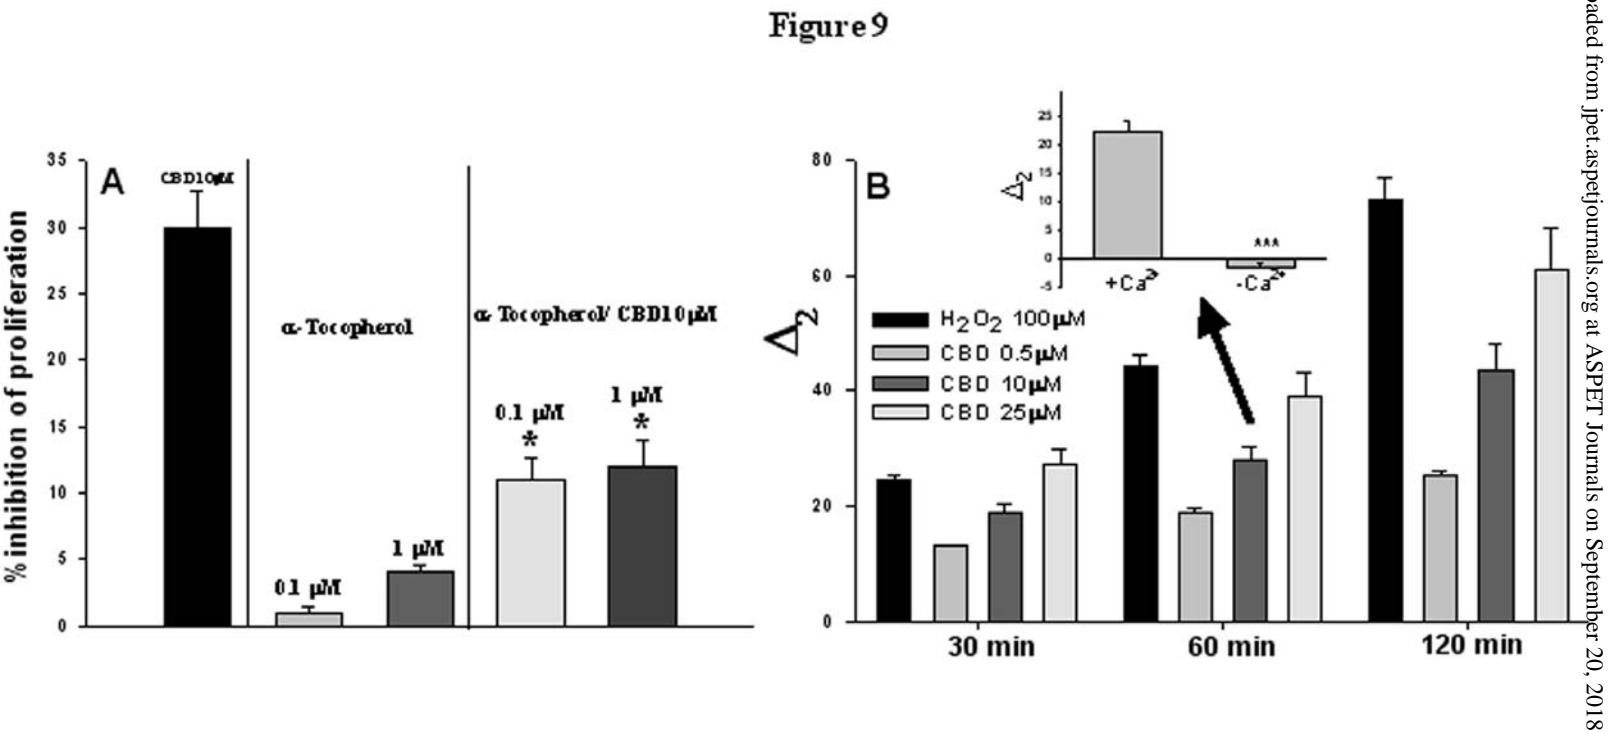 Figure 9
% inhibition of proliferation
35
30
25
20
15
10
5
0
A
CBD10µM
α-Tocopherol
0.1 µM
1 µM
α-Tocopherol/ CBD10µM
0.1 µM
*
1 µM
*
Δ2
80
60
40
20
0
B
H2O2 100µM
CBD 0.5µM
CBD 10µM
CBD 25µM
30 min
60 min
120 min
Δ2
25
20
15
10
5
0
-5
+Ca2+
***
-Ca2+
oaded from jpet.aspetjournals.org at ASPET Journals on September 20, 2018